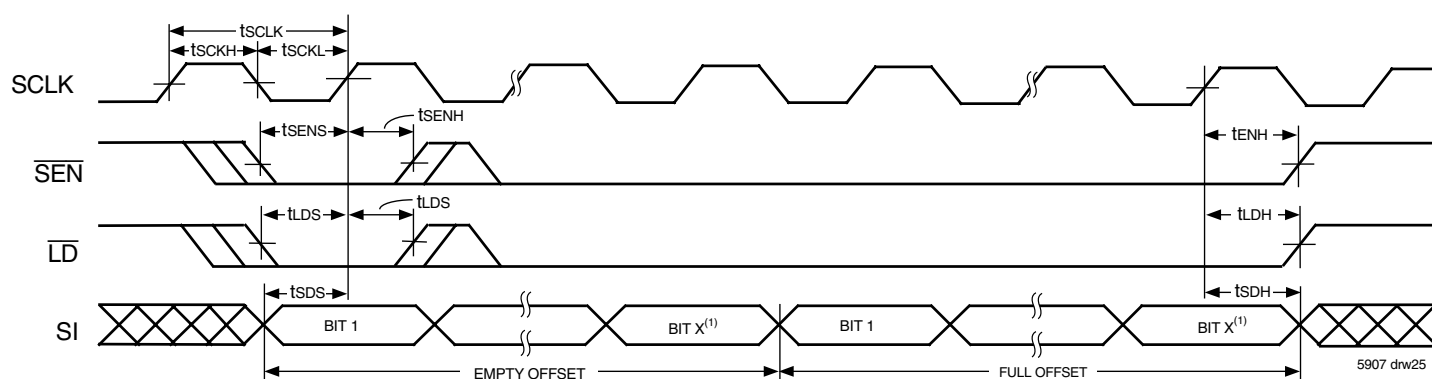 tSCLK
tSCKH tSCKL
SCLK
tSENS tSENH tENH
SEN
tLDS tLDS tLDH
LD
tSDS tSDH
SI BIT 1 BIT X(1) BIT 1 BIT X(1)
EMPTY OFFSET FULL OFFSET
5907 drw25